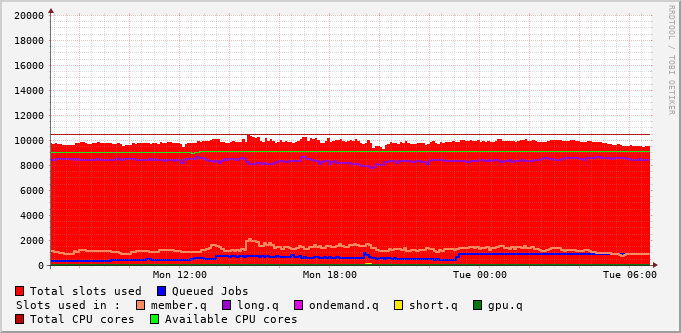 20000
18000
16000
14000
12000
10000
8000
6000
4000
2000
0
Mon 12:00 Mon 18:00 Tue 00:00 Tue 06:00
Total slots used Queued Jobs
Slots used in : member.q long.q ondemand.q short.q gpu.q
Total CPU cores Available CPU cores
RRDTOOL / TOBI OETIKER